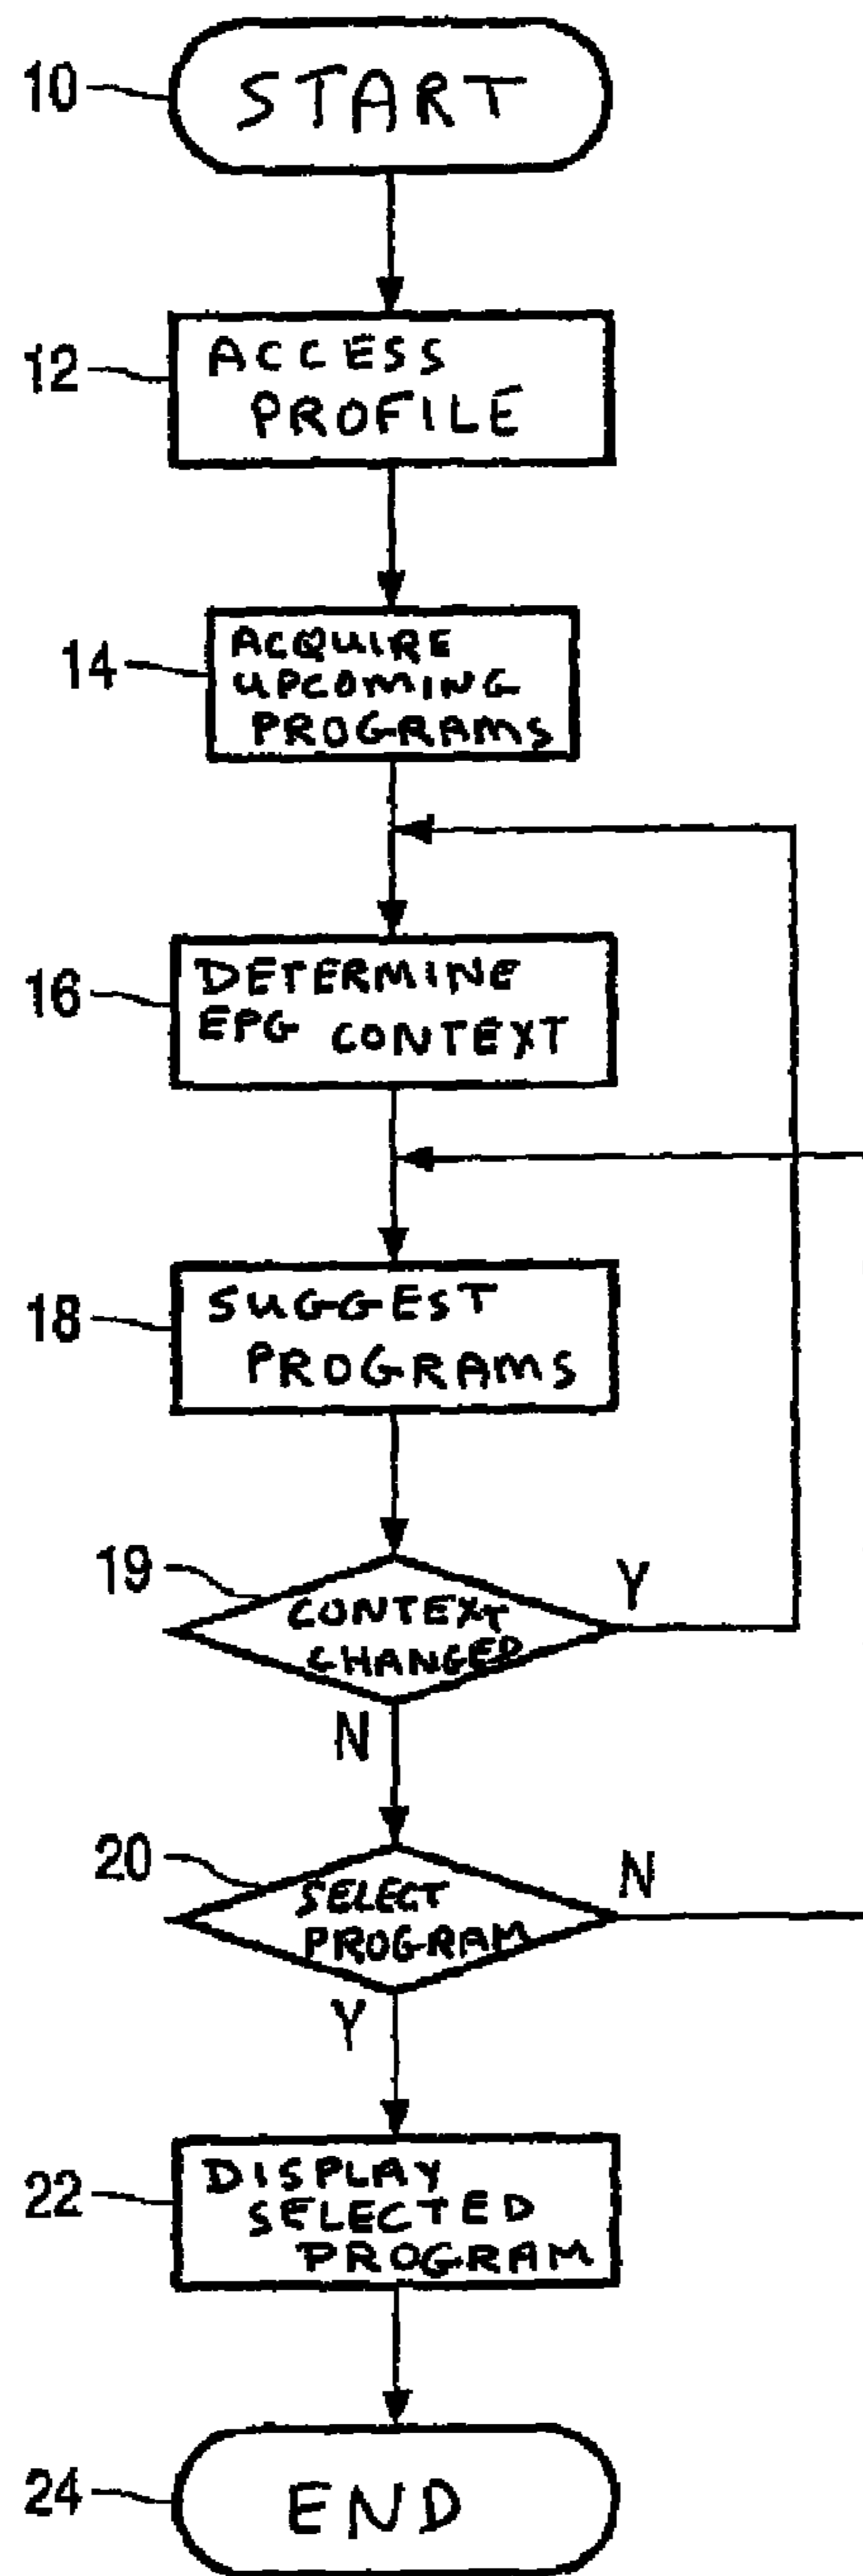 10
START
12
ACCESS
PROFILE
14
ACQUIRE
UPCOMING
PROGRAMS
16
DETERMINE
EPG CONTEXT
18
SUGGEST
PROGRAMS
19
CONTEXT
CHANGED
Y
N
20
SELECT
PROGRAM
N
Y
22
DISPLAY
SELECTED
PROGRAM
24
END